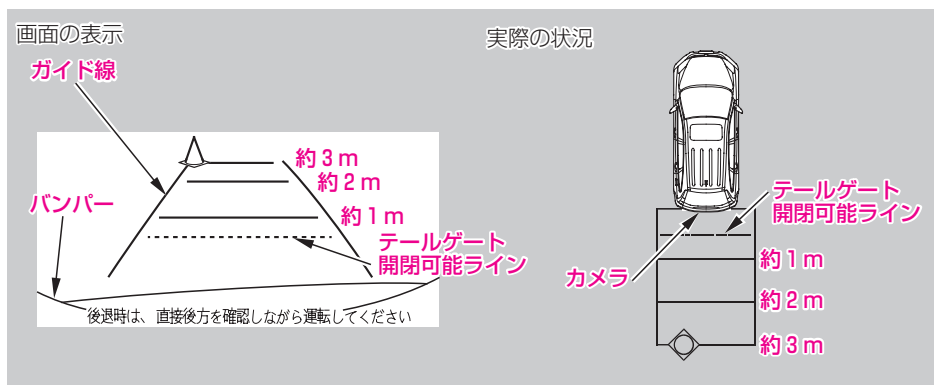 画面の表示
ガイド線
約3m
約2m
バンパー
約1m
テールゲート
開閉可能ライン
後退時は、直接後方を確認しながら運転してください
実際の状況
テールゲート
開閉可能ライン
カメラ
約1m
約2m
約3m